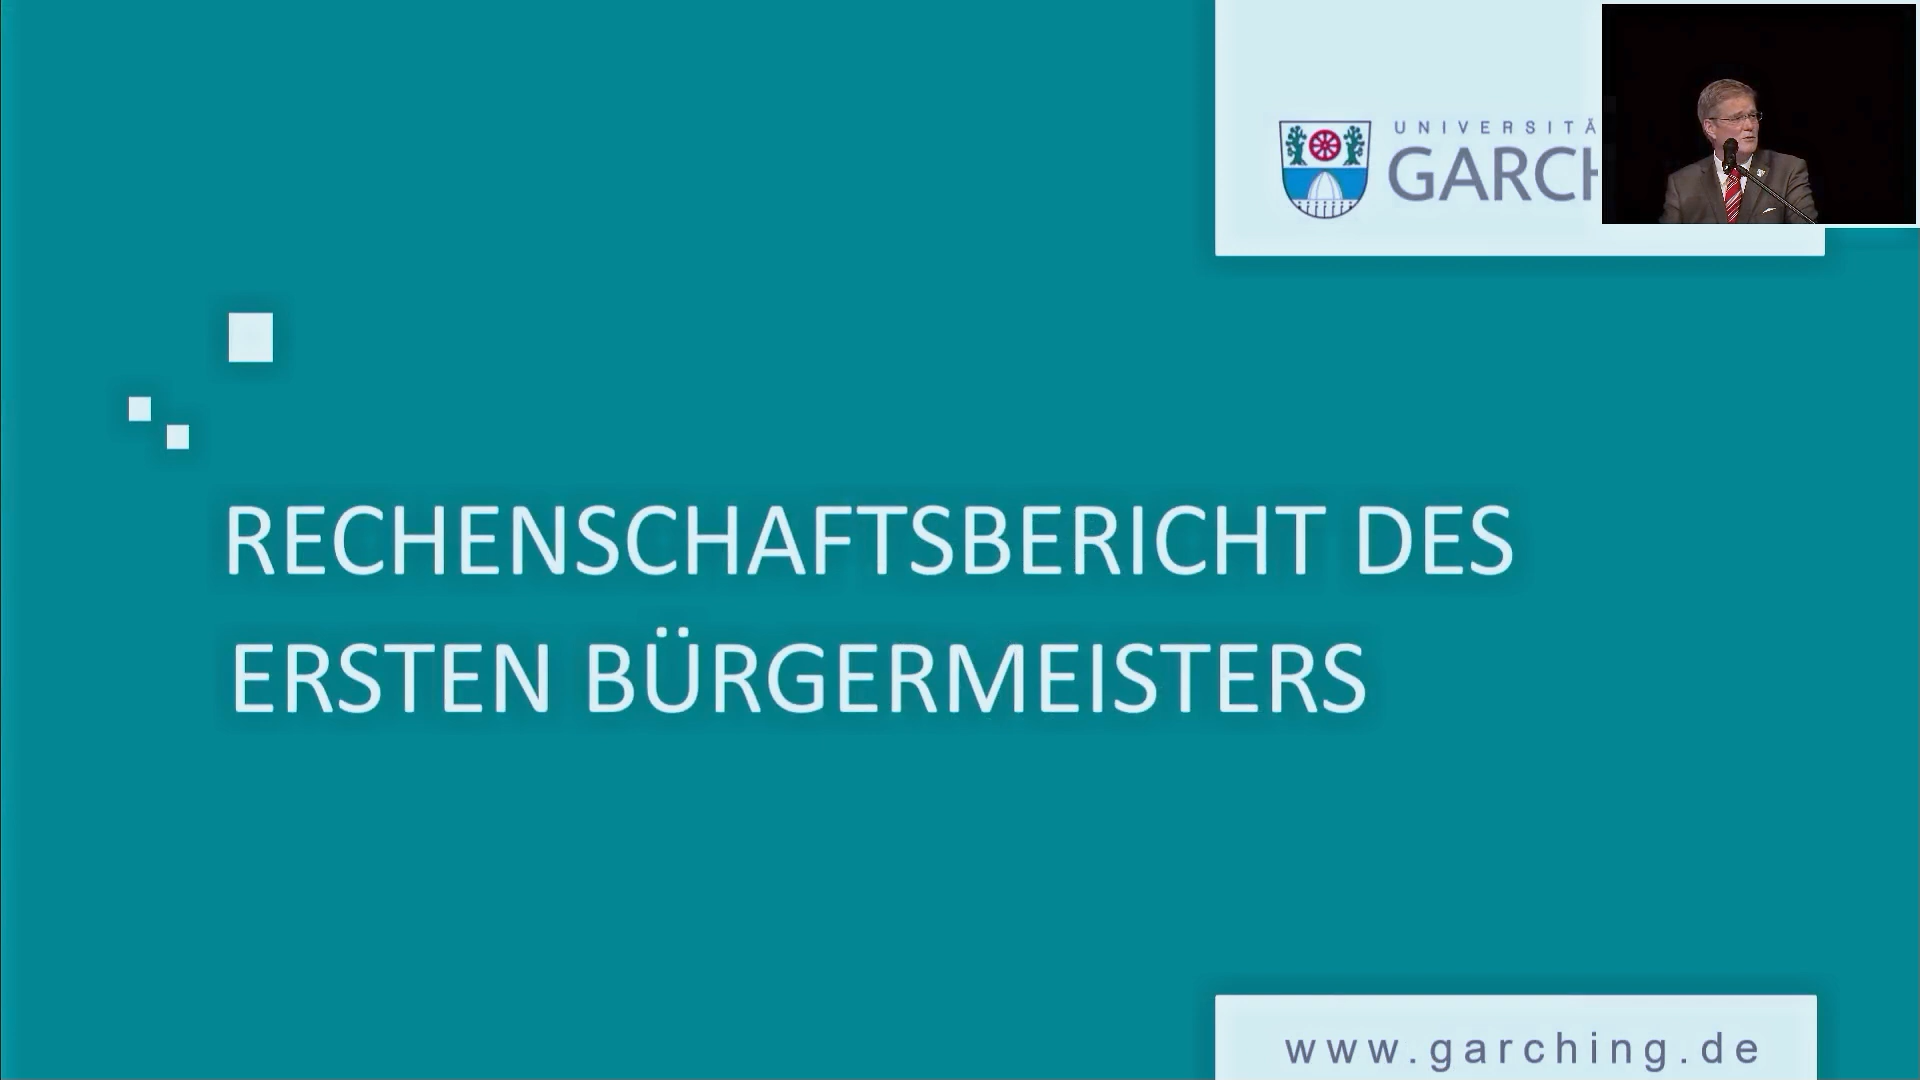 UNIVERSITÄ
GARCH
RECHENSCHAFTSBERICHT DES
ERSTEN BÜRGERMEISTERS
www.garching.de